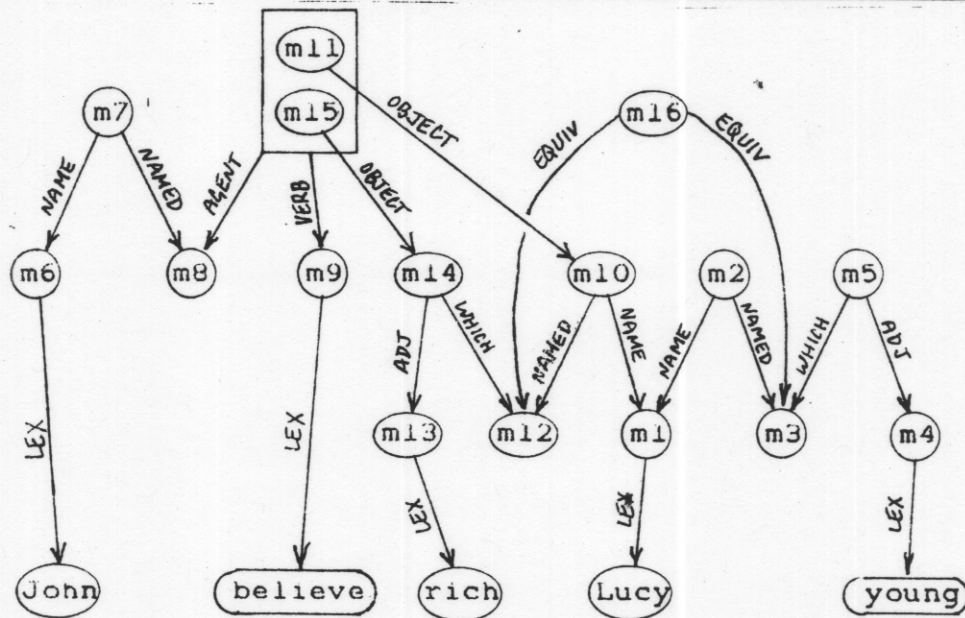 m11
m7
m15
m16
OBJECT
EQUIV
EQUIV
NAME
NAMED
AGENT
VERB
OBJECT
m6
m8
m9
m14
m10
m2
m5
ADJ
WHICH
NAMED
NAME
NAME
NAMED
WHICH
ADJ
m13
m12
m1
m3
m4
LEX
LEX
LEX
LEX
LEX
John
believe
rich
Lucy
young